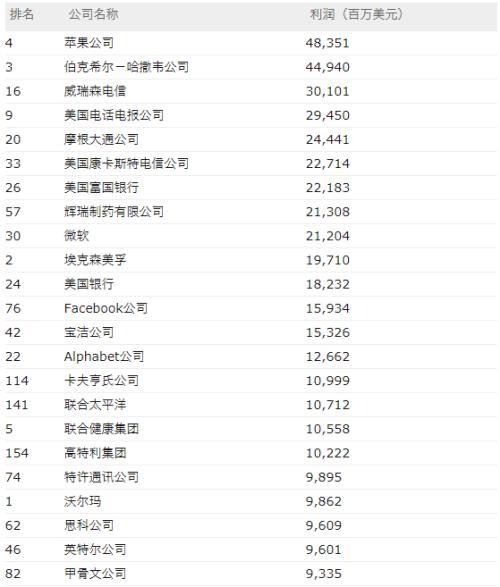 排名 公司名称 利润（百万美元）
4 苹果公司 48,351
3 伯克希尔－哈撒韦公司 44,940
16 威瑞森电信 30,101
9 美国电话电报公司 29,450
20 摩根大通公司 24,441
33 美国康卡斯特电信公司 22,714
26 美国富国银行 22,183
57 辉瑞制药有限公司 21,308
30 微软 21,204
2 埃克森美孚 19,710
24 美国银行 18,232
76 Facebook公司 15,934
42 宝洁公司 15,326
22 Alphabet公司 12,662
114 卡夫亨氏公司 10,999
141 联合太平洋 10,712
5 联合健康集团 10,558
154 高特利集团 10,222
74 特许通讯公司 9,895
1 沃尔玛 9,862
62 思科公司 9,609
46 英特尔公司 9,601
82 甲骨文公司 9,335